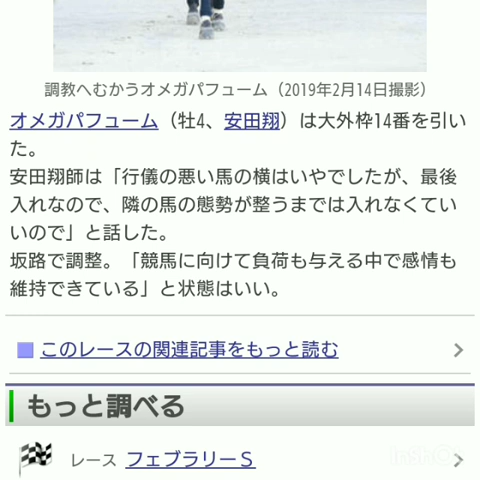 調教へむかうオメガパフューム（2019年2月14日撮影）
オメガパフューム（牡4、安田翔）は大外枠14番を引い
た。
安田翔師は「行儀の悪い馬の横はいやでしたが、最後
入れなので、隣の馬の態勢が整うまでは入れなくてい
いので」と話した。
坂路で調整。「競馬に向けて負荷も与える中で感情も
維持できている」と状態はいい。
このレースの関連記事をもっと読む
もっと調べる
レース フェブラリーＳ